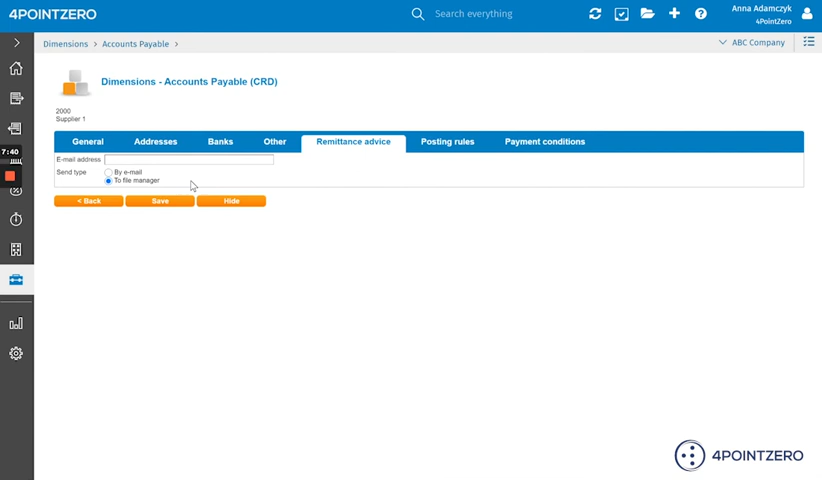 4POINTZERO
Search everything
Anna Adamczyk
4PointZero
Dimensions > Accounts Payable >
ABC Company
Dimensions - Accounts Payable (CRD)
2000
Supplier 1
General Addresses Banks Other Remittance advice Posting rules Payment conditions
E-mail address
Send type By e-mail
To file manager
7:40
< Back Save Hide
4POINTZERO